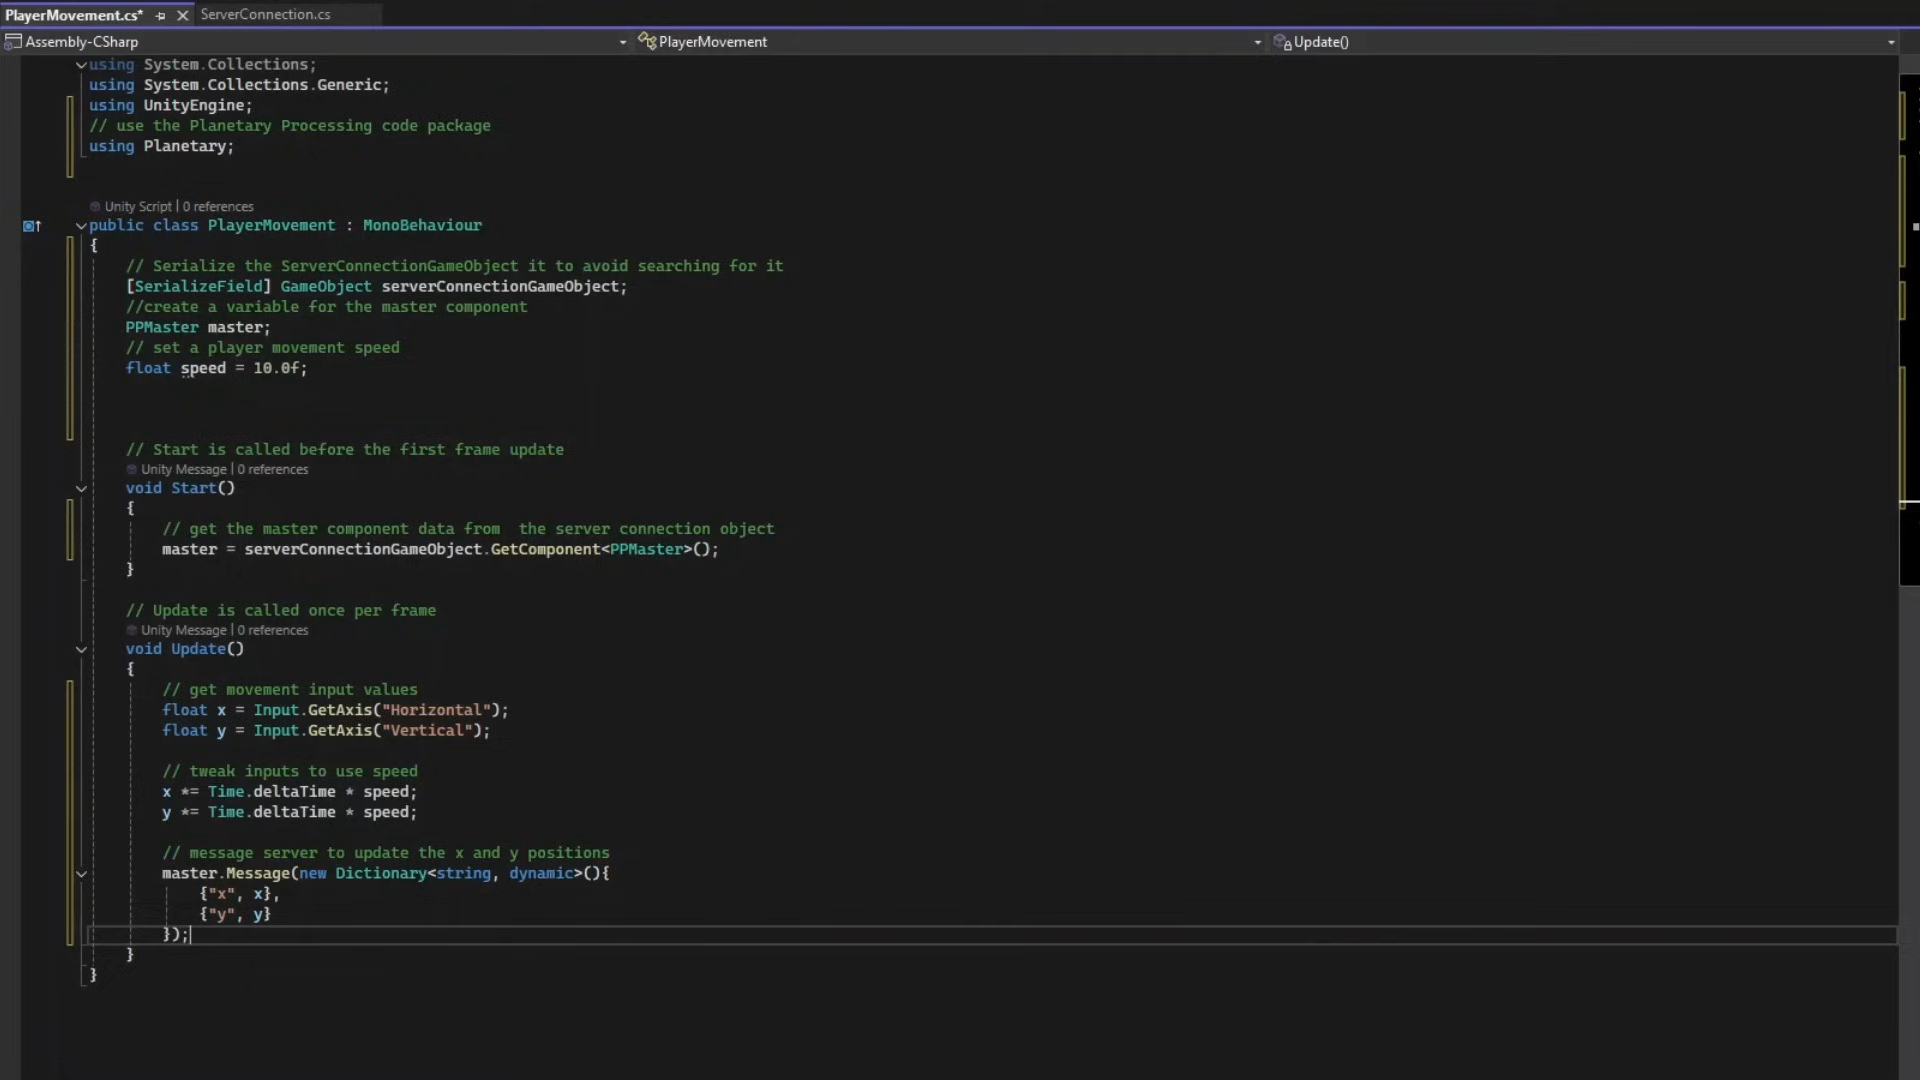 PlayerMovement.cs* ServerConnection.cs
Assembly-CSharp PlayerMovement Update()
using System.Collections;
using System.Collections.Generic;
using UnityEngine;
// use the Planetary Processing code package
using Planetary;
Unity Script | 0 references
public class PlayerMovement : MonoBehaviour
{
// Serialize the ServerConnectionGameObject it to avoid searching for it
[SerializeField] GameObject serverConnectionGameObject;
//create a variable for the master component
PPMaster master;
// set a player movement speed
float speed = 10.0f;
// Start is called before the first frame update
Unity Message | 0 references
void Start()
{
// get the master component data from  the server connection object
master = serverConnectionGameObject.GetComponent<PPMaster>();
}
// Update is called once per frame
Unity Message | 0 references
void Update()
{
// get movement input values
float x = Input.GetAxis("Horizontal");
float y = Input.GetAxis("Vertical");
// tweak inputs to use speed
x *= Time.deltaTime * speed;
y *= Time.deltaTime * speed;
// message server to update the x and y positions
master.Message(new Dictionary<string, dynamic>(){
{"x", x},
{"y", y}
});
}
}